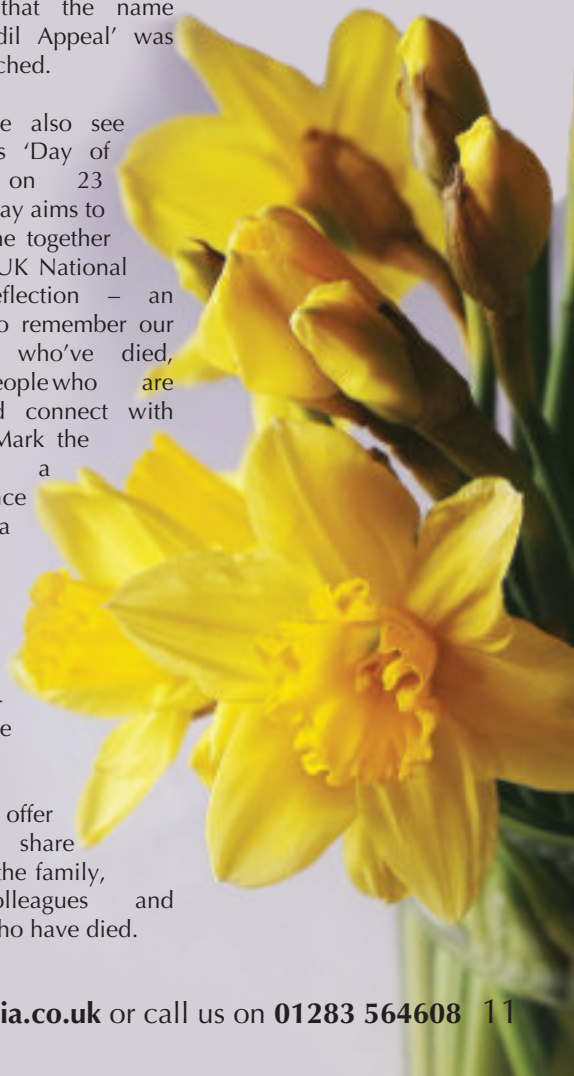 that the name
dil Appeal’ was
ched.
e also see
s ‘Day of
on 23
ay aims to
ne together
UK National
eflection – an
o remember our
who’ve died,
eople who are
d connect with
Mark the
a
nce
a
e
offer
share
the family,
olleagues and
ho have died.
ia.co.uk or call us on 01283 564608 11